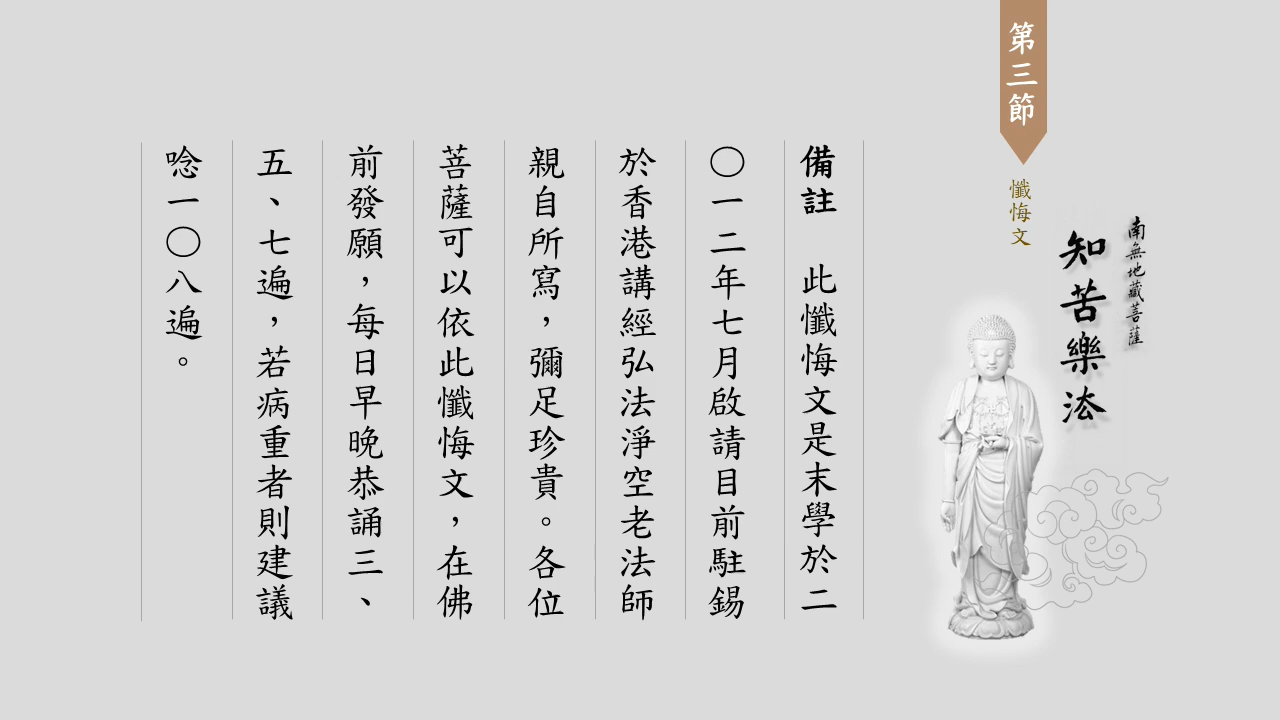 南無地藏菩薩
知苦樂法
第三節
懺悔文
備註　此懺悔文是末學於二
〇一二年七月啟請目前駐錫
於香港講經弘法淨空老法師
親自所寫，彌足珍貴。各位
菩薩可以依此懺悔文，在佛
前發願，每日早晚恭誦三、
五、七遍，若病重者則建議
唸一〇八遍。